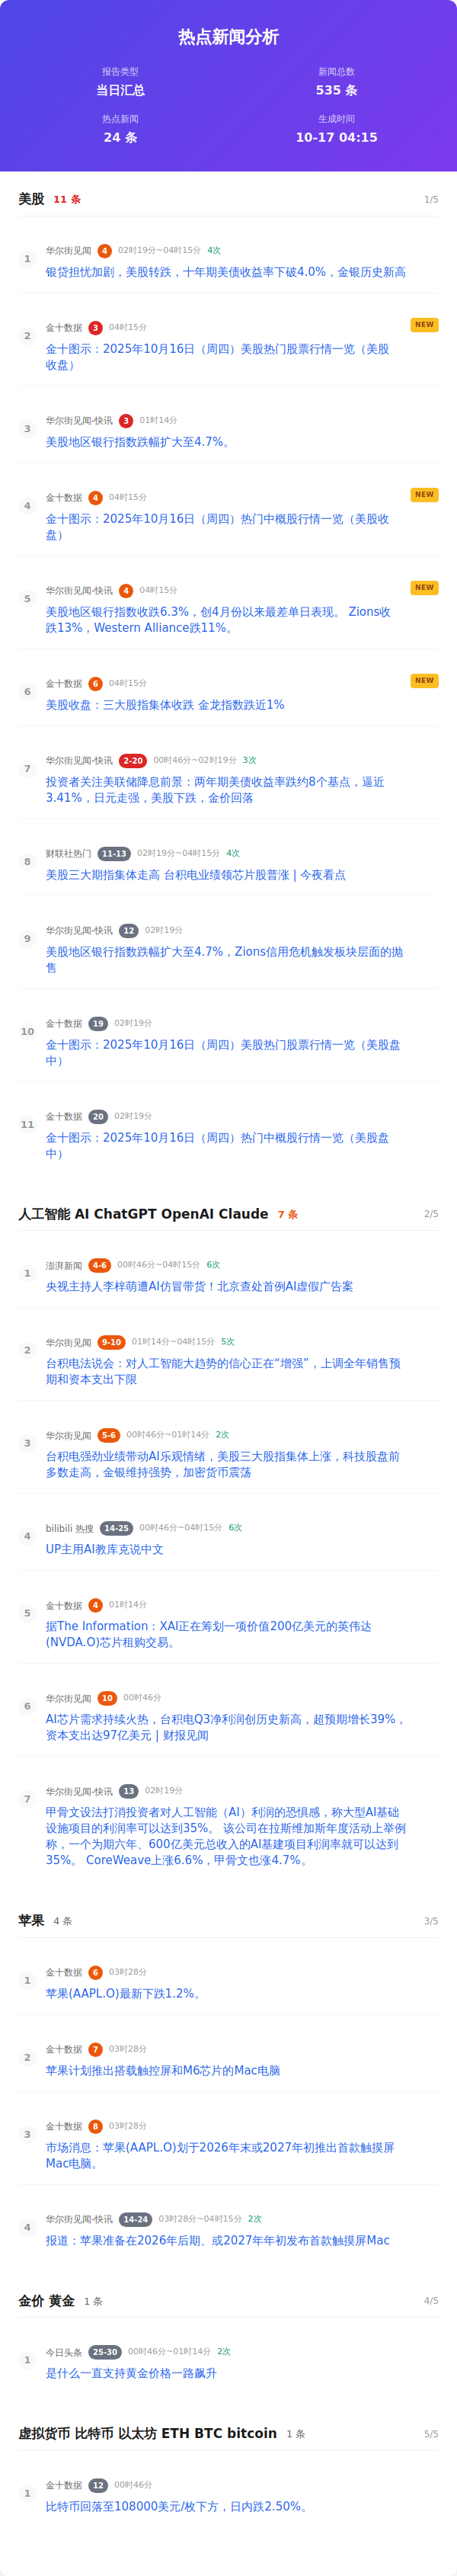 热点新闻分析
报告类型
当日汇总
新闻总数
535 条
热点新闻
24 条
生成时间
10-17 04:15
美股 11 条 1/5
1
华尔街见闻 4 02时19分~04时15分 4次
银贷担忧加剧，美股转跌，十年期美债收益率下破4.0%，金银历史新高
2
金十数据 3 04时15分 NEW
金十图示：2025年10月16日（周四）美股热门股票行情一览（美股
收盘）
3
华尔街见闻-快讯 3 01时14分
美股地区银行指数跌幅扩大至4.7%。
4
金十数据 4 04时15分 NEW
金十图示：2025年10月16日（周四）热门中概股行情一览（美股收
盘）
5
华尔街见闻-快讯 4 04时15分 NEW
美股地区银行指数收跌6.3%，创4月份以来最差单日表现。 Zions收
跌13%，Western Alliance跌11%。
6
金十数据 6 04时15分 NEW
美股收盘：三大股指集体收跌 金龙指数跌近1%
7
华尔街见闻-快讯 2-20 00时46分~02时19分 3次
投资者关注美联储降息前景：两年期美债收益率跌约8个基点，逼近
3.41%，日元走强，美股下跌，金价回落
8
财联社热门 11-13 02时19分~04时15分 4次
美股三大期指集体走高 台积电业绩领芯片股普涨 | 今夜看点
9
华尔街见闻-快讯 12 02时19分
美股地区银行指数跌幅扩大至4.7%，Zions信用危机触发板块层面的抛
售
10
金十数据 19 02时19分
金十图示：2025年10月16日（周四）美股热门股票行情一览（美股盘
中）
11
金十数据 20 02时19分
金十图示：2025年10月16日（周四）热门中概股行情一览（美股盘
中）
人工智能 AI ChatGPT OpenAI Claude 7 条 2/5
1
澎湃新闻 4-6 00时46分~04时15分 6次
央视主持人李梓萌遭AI仿冒带货！北京查处首例AI虚假广告案
2
华尔街见闻 9-10 01时14分~04时15分 5次
台积电法说会：对人工智能大趋势的信心正在“增强”，上调全年销售预
期和资本支出下限
3
华尔街见闻 5-6 00时46分~01时14分 2次
台积电强劲业绩带动AI乐观情绪，美股三大股指集体上涨，科技股盘前
多数走高，金银维持强势，加密货币震荡
4
bilibili 热搜 14-25 00时46分~04时15分 6次
UP主用AI教库克说中文
5
金十数据 4 01时14分
据The Information：XAI正在筹划一项价值200亿美元的英伟达
(NVDA.O)芯片租购交易。
6
华尔街见闻 10 00时46分
AI芯片需求持续火热，台积电Q3净利润创历史新高，超预期增长39%，
资本支出达97亿美元 | 财报见闻
7
华尔街见闻-快讯 13 02时19分
甲骨文设法打消投资者对人工智能（AI）利润的恐惧感，称大型AI基础
设施项目的利润率可以达到35%。 该公司在拉斯维加斯年度活动上举例
称，一个为期六年、600亿美元总收入的AI基建项目利润率就可以达到
35%。 CoreWeave上涨6.6%，甲骨文也涨4.7%。
苹果 4 条 3/5
1
金十数据 6 03时28分
苹果(AAPL.O)最新下跌1.2%。
2
金十数据 7 03时28分
苹果计划推出搭载触控屏和M6芯片的Mac电脑
3
金十数据 8 03时28分
市场消息：苹果(AAPL.O)划于2026年末或2027年初推出首款触摸屏
Mac电脑。
4
华尔街见闻-快讯 14-24 03时28分~04时15分 2次
报道：苹果准备在2026年后期、或2027年年初发布首款触摸屏Mac
金价 黄金 1 条 4/5
1
今日头条 25-30 00时46分~01时14分 2次
是什么一直支持黄金价格一路飙升
虚拟货币 比特币 以太坊 ETH BTC bitcoin 1 条 5/5
1
金十数据 12 00时46分
比特币回落至108000美元/枚下方，日内跌2.50%。